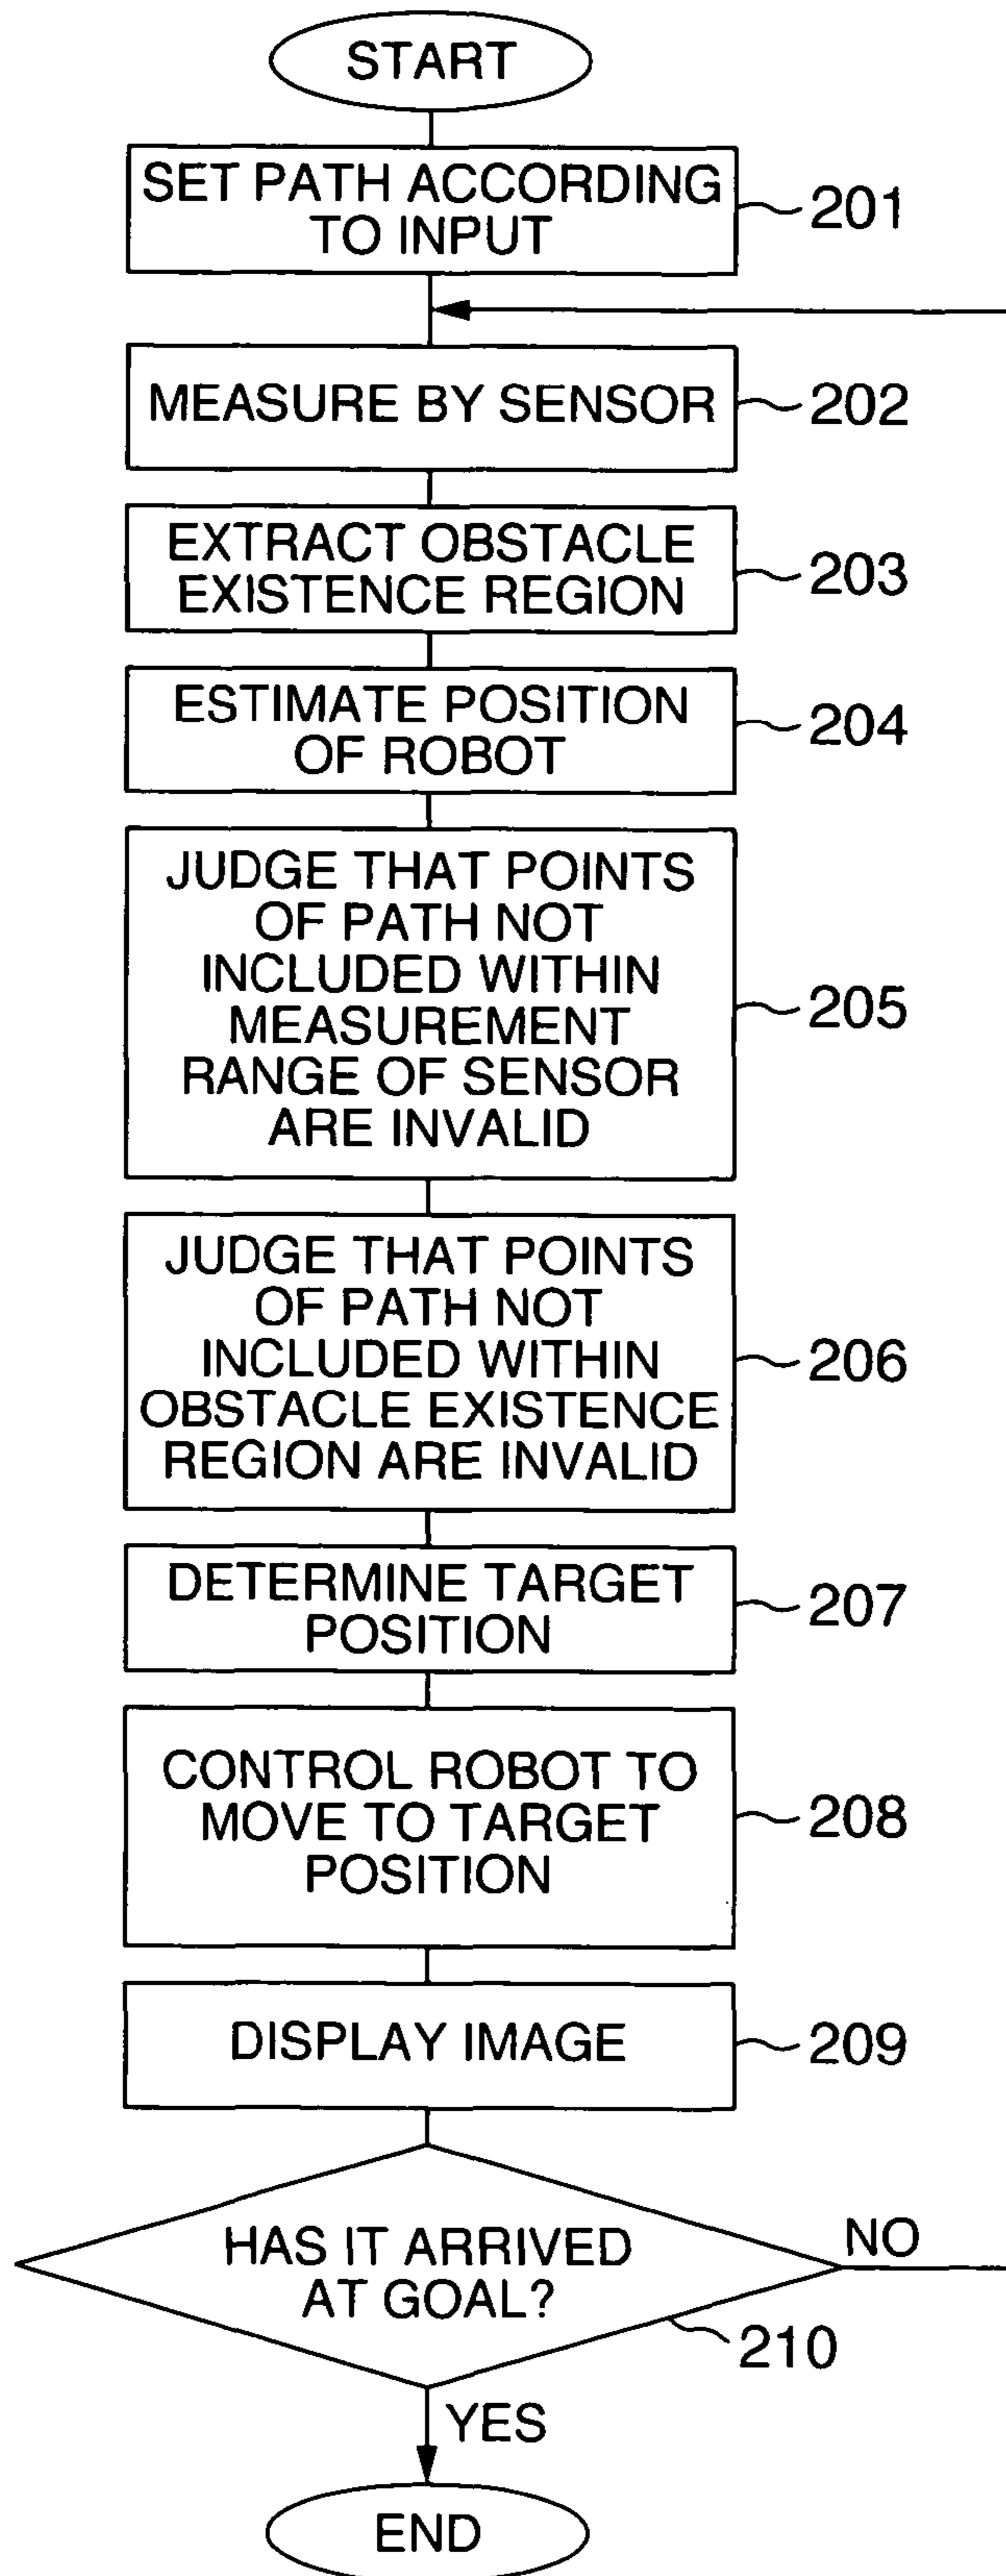 START
SET PATH ACCORDING
TO INPUT
201
MEASURE BY SENSOR
202
EXTRACT OBSTACLE
EXISTENCE REGION
203
ESTIMATE POSITION
OF ROBOT
204
JUDGE THAT POINTS
OF PATH NOT
INCLUDED WITHIN
MEASUREMENT
RANGE OF SENSOR
ARE INVALID
205
JUDGE THAT POINTS
OF PATH NOT
INCLUDED WITHIN
OBSTACLE EXISTENCE
REGION ARE INVALID
206
DETERMINE TARGET
POSITION
207
CONTROL ROBOT TO
MOVE TO TARGET
POSITION
208
DISPLAY IMAGE
209
HAS IT ARRIVED
AT GOAL?
NO
210
YES
END